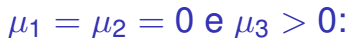 μ₁ = μ₂ = 0 e μ₃ > 0: